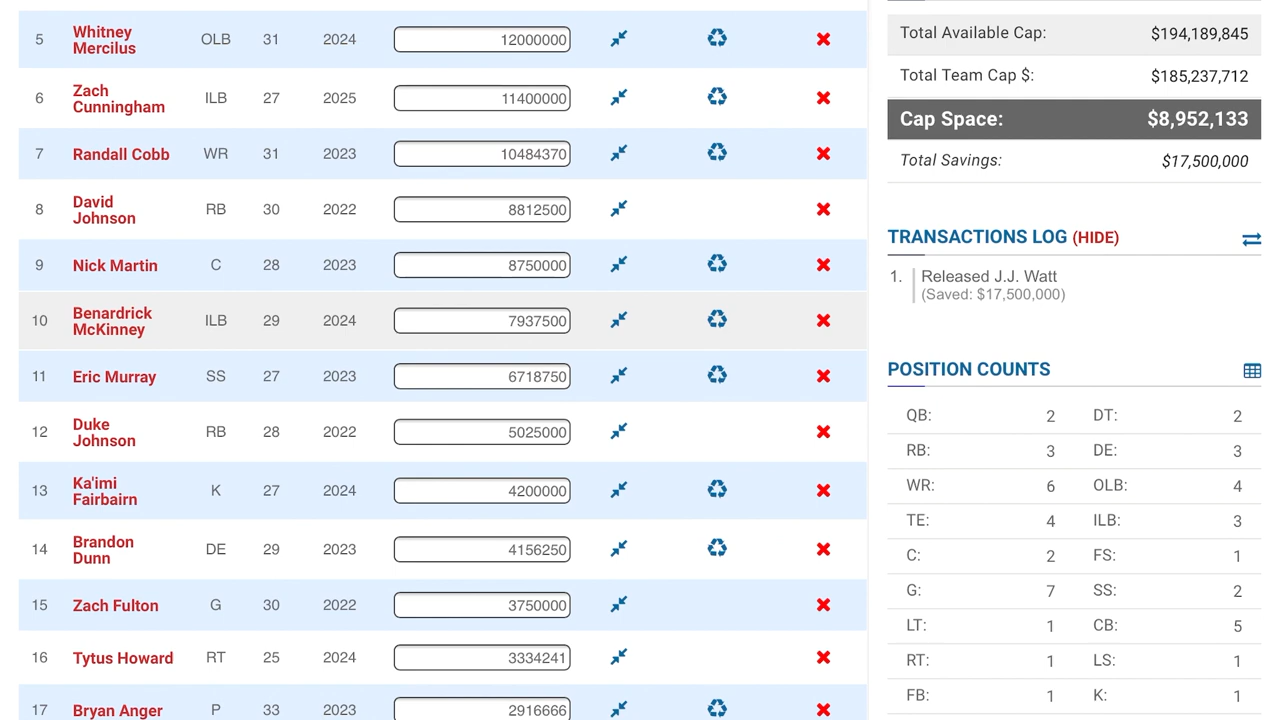 5 Whitney Mercilus OLB 31 2024 12000000
6 Zach Cunningham ILB 27 2025 11400000
7 Randall Cobb WR 31 2023 10484370
8 David Johnson RB 30 2022 8812500
9 Nick Martin C 28 2023 8750000
10 Benardrick McKinney ILB 29 2024 7937500
11 Eric Murray SS 27 2023 6718750
12 Duke Johnson RB 28 2022 5025000
13 Ka'imi Fairbairn K 27 2024 4200000
14 Brandon Dunn DE 29 2023 4156250
15 Zach Fulton G 30 2022 3750000
16 Tytus Howard RT 25 2024 3334241
17 Bryan Anger P 33 2023 2916666
Total Available Cap: $194,189,845
Total Team Cap $: $185,237,712
Cap Space: $8,952,133
Total Savings: $17,500,000
TRANSACTIONS LOG (HIDE)
1. Released J.J. Watt
(Saved: $17,500,000)
POSITION COUNTS
QB: 2 DT: 2
RB: 3 DE: 3
WR: 6 OLB: 4
TE: 4 ILB: 3
C: 2 FS: 1
G: 7 SS: 2
LT: 1 CB: 5
RT: 1 LS: 1
FB: 1 K: 1